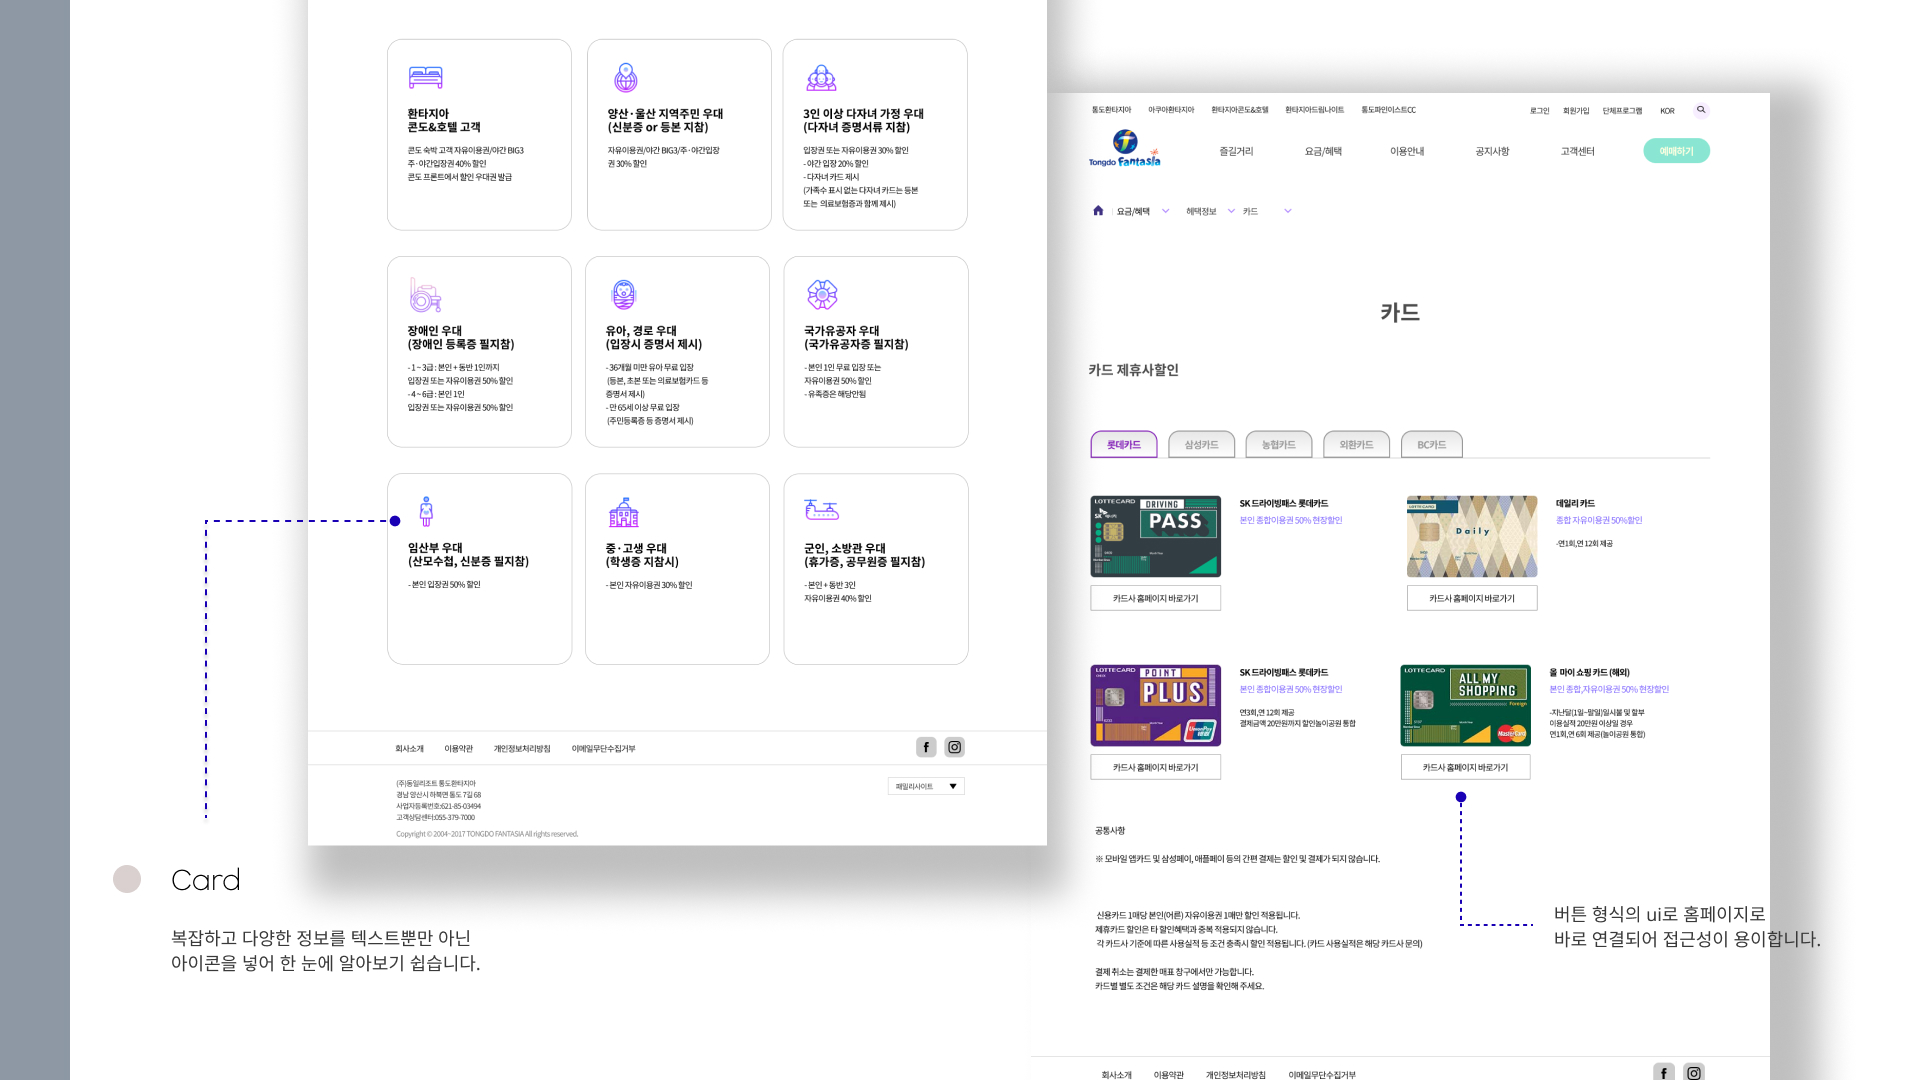 환타지아
콘도&호텔 고객
콘도 숙박 고객 자유이용권/야간 BIG3
주·야간입장권 40% 할인
콘도 프론트에서 할인 우대권 발급
양산·울산 지역주민 우대
(신분증 or 등본 지참)
자유이용권/야간 BIG3/주·야간입장
권 30% 할인
3인 이상 다자녀 가정 우대
(다자녀 증명서류 지참)
입장권 또는 자유이용권 30% 할인
- 야간 입장 20% 할인
- 다자녀 카드 제시
(가족수 표시 없는 다자녀 카드는 등본
또는 의료보험증과 함께 제시)
장애인 우대
(장애인 등록증 필지참)
- 1 ~ 3급 : 본인 + 동반 1인까지
입장권 또는 자유이용권 50% 할인
- 4 ~ 6급 : 본인 1인
입장권 또는 자유이용권 50% 할인
유아, 경로 우대
(입장시 증명서 제시)
- 36개월 미만 유아 무료 입장
(등본, 초본 또는 의료보험카드 등
증명서 제시)
- 만 65세 이상 무료 입장
(주민등록증 등 증명서 제시)
국가유공자 우대
(국가유공자증 필지참)
- 본인 1인 무료 입장 또는
자유이용권 50% 할인
- 유족증은 해당안됨
임산부 우대
(산모수첩, 신분증 필지참)
- 본인 입장권 50% 할인
중·고생 우대
(학생증 지참시)
- 본인 자유이용권 30% 할인
군인, 소방관 우대
(휴가증, 공무원증 필지참)
- 본인 + 동반 3인
자유이용권 40% 할인
회사소개 이용약관 개인정보처리방침 이메일무단수집거부
(주)동일리조트 통도환타지아
경남 양산시 하북면 통도 7길 68
사업자등록번호:621-85-03494
고객상담센터:055-379-7000
Copyright © 2004~2017 TONGDO FANTASIA All rights reserved.
패밀리사이트
Card
복잡하고 다양한 정보를 텍스트뿐만 아닌
아이콘을 넣어 한 눈에 알아보기 쉽습니다.
통도환타지아 아쿠아환타지아 환타지아콘도&호텔 환타지아드림나이트 통도파인이스트CC
로그인 회원가입 단체프로그램 KOR
Tongdo Fantasia
즐길거리 요금/혜택 이용안내 공지사항 고객센터 예매하기
요금/혜택 혜택정보 카드
카드
카드 제휴사할인
롯데카드 삼성카드 농협카드 외환카드 BC카드
LOTTE CARD
DRIVING
PASS
SK
카드사 홈페이지 바로가기
SK 드라이빙패스 롯데카드
본인 종합이용권 50% 현장할인
LOTTE CARD
Daily
카드사 홈페이지 바로가기
데일리 카드
종합 자유이용권 50%할인
-연1회,연 12회 제공
LOTTE CARD
POINT
PLUS
UnionPay
카드사 홈페이지 바로가기
SK 드라이빙패스 롯데카드
본인 종합이용권 50% 현장할인
연3회,연 12회 제공
결제금액 20만원까지 할인놀이공원 통합
LOTTE CARD
ALL MY
SHOPPING
Foreign
MasterCard
카드사 홈페이지 바로가기
올 마이 쇼핑 카드 (해외)
본인 종합,자유이용권 50% 현장할인
-지난달(1일~말일)일시불 및 할부
이용실적 20만원 이상일 경우
연1회,연 6회 제공(놀이공원 통합)
공통사항
※ 모바일 앱카드 및 삼성페이, 애플페이 등의 간편 결제는 할인 및 결제가 되지 않습니다.
신용카드 1매당 본인(어른) 자유이용권 1매만 할인 적용됩니다.
제휴카드 할인은 타 할인혜택과 중복 적용되지 않습니다.
각 카드사 기준에 따른 사용실적 등 조건 충족시 할인 적용됩니다. (카드 사용실적은 해당 카드사 문의)
결제 취소는 결제한 매표 창구에서만 가능합니다.
카드별 별도 조건은 해당 카드 설명을 확인해 주세요.
버튼 형식의 ui로 홈페이지로
바로 연결되어 접근성이 용이합니다.
회사소개 이용약관 개인정보처리방침 이메일무단수집거부